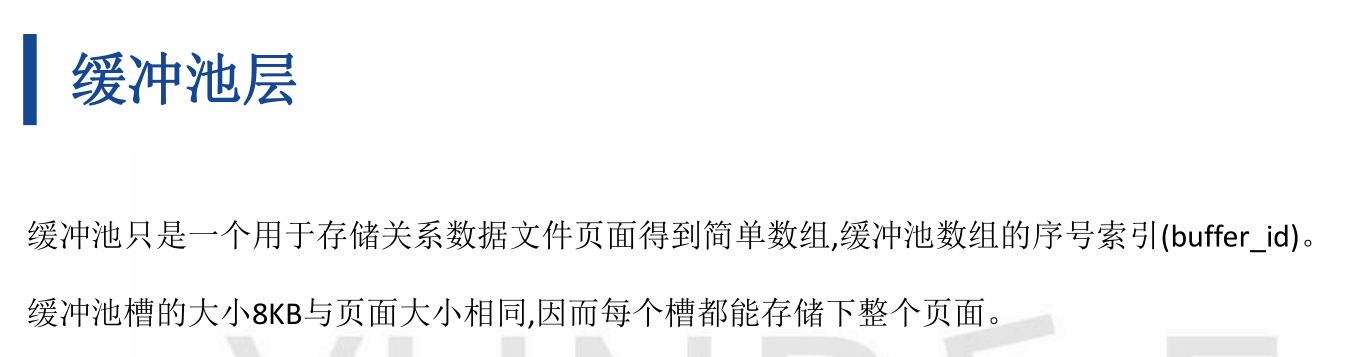 缓冲池层
缓冲池只是一个用于存储关系数据文件页面得到简单数组,缓冲池数组的序号索引(buffer_id)。
缓冲池槽的大小8KB与页面大小相同,因而每个槽都能存储下整个页面。